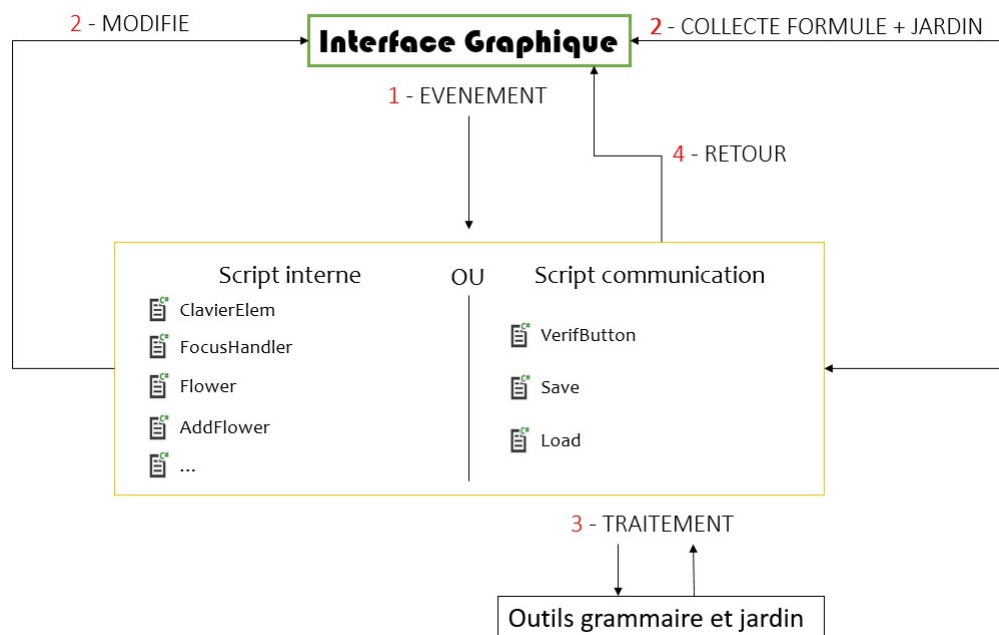 2 - MODIFIE
Interface Graphique
2 - COLLECTE FORMULE + JARDIN
1 - EVENEMENT
4 - RETOUR
Script interne
OU
Script communication
ClavierElem
FocusHandler
Flower
AddFlower
...
VerifButton
Save
Load
3 - TRAITEMENT
Outils grammaire et jardin